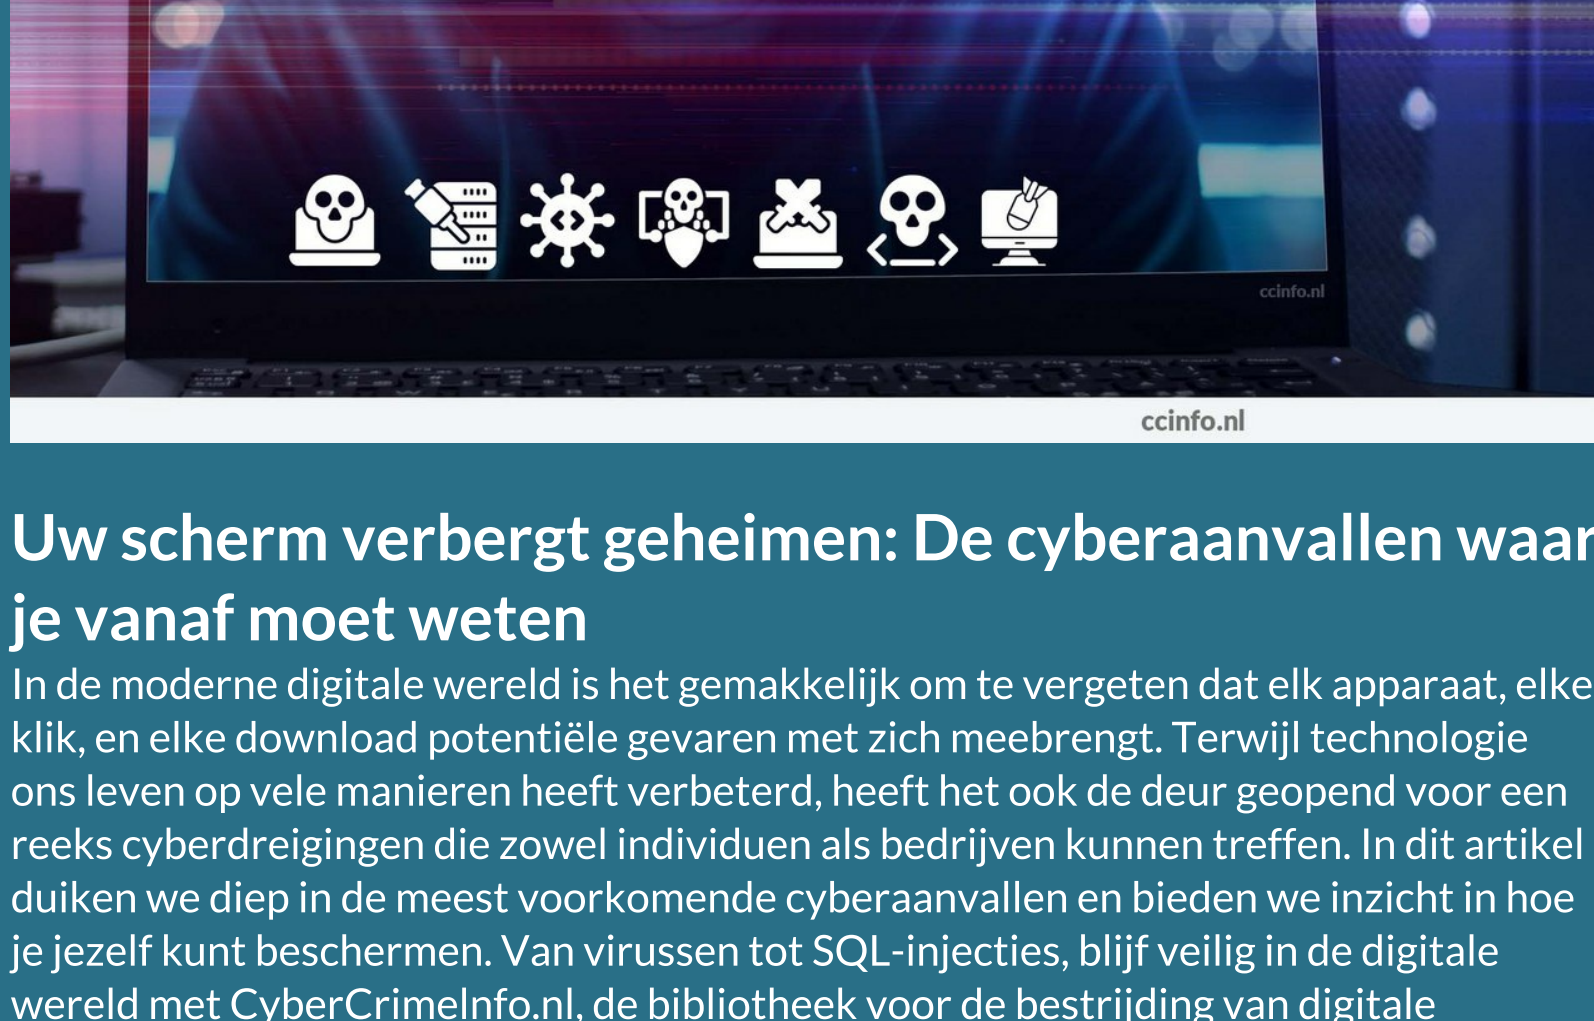 ccinfo.nl
ccinfo.nl
Uw scherm verbergt geheimen: De cyberaanvallen waar
je vanaf moet weten
In de moderne digitale wereld is het gemakkelijk om te vergeten dat elk apparaat, elke
klik, en elke download potentiële gevaren met zich meebrengt. Terwijl technologie
ons leven op vele manieren heeft verbeterd, heeft het ook de deur geopend voor een
reeks cyberdreigingen die zowel individuen als bedrijven kunnen treffen. In dit artikel
duiken we diep in de meest voorkomende cyberaanvallen en bieden we inzicht in hoe
je jezelf kunt beschermen. Van virussen tot SQL-injecties, blijf veilig in de digitale
wereld met CyberCrimeInfo.nl, de bibliotheek voor de bestrijding van digitale